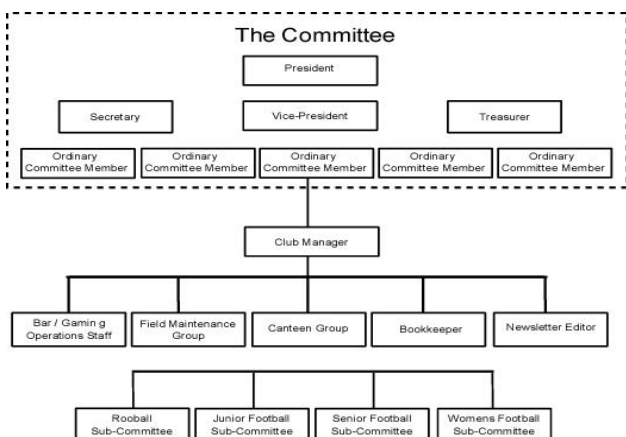 The Committee
President
Secretary
Vice-President
Treasurer
Ordinary
Committee Member
Ordinary
Committee Member
Ordinary
Committee Member
Ordinary
Committee Member
Ordinary
Committee Member
Club Manager
Bar / Gaming
Operations Staff
Field Maintenance
Group
Canteen Group
Bookkeeper
Newsletter Editor
Rooball
Sub-Committee
Junior Football
Sub-Committee
Senior Football
Sub-Committee
Womens Football
Sub-Committee